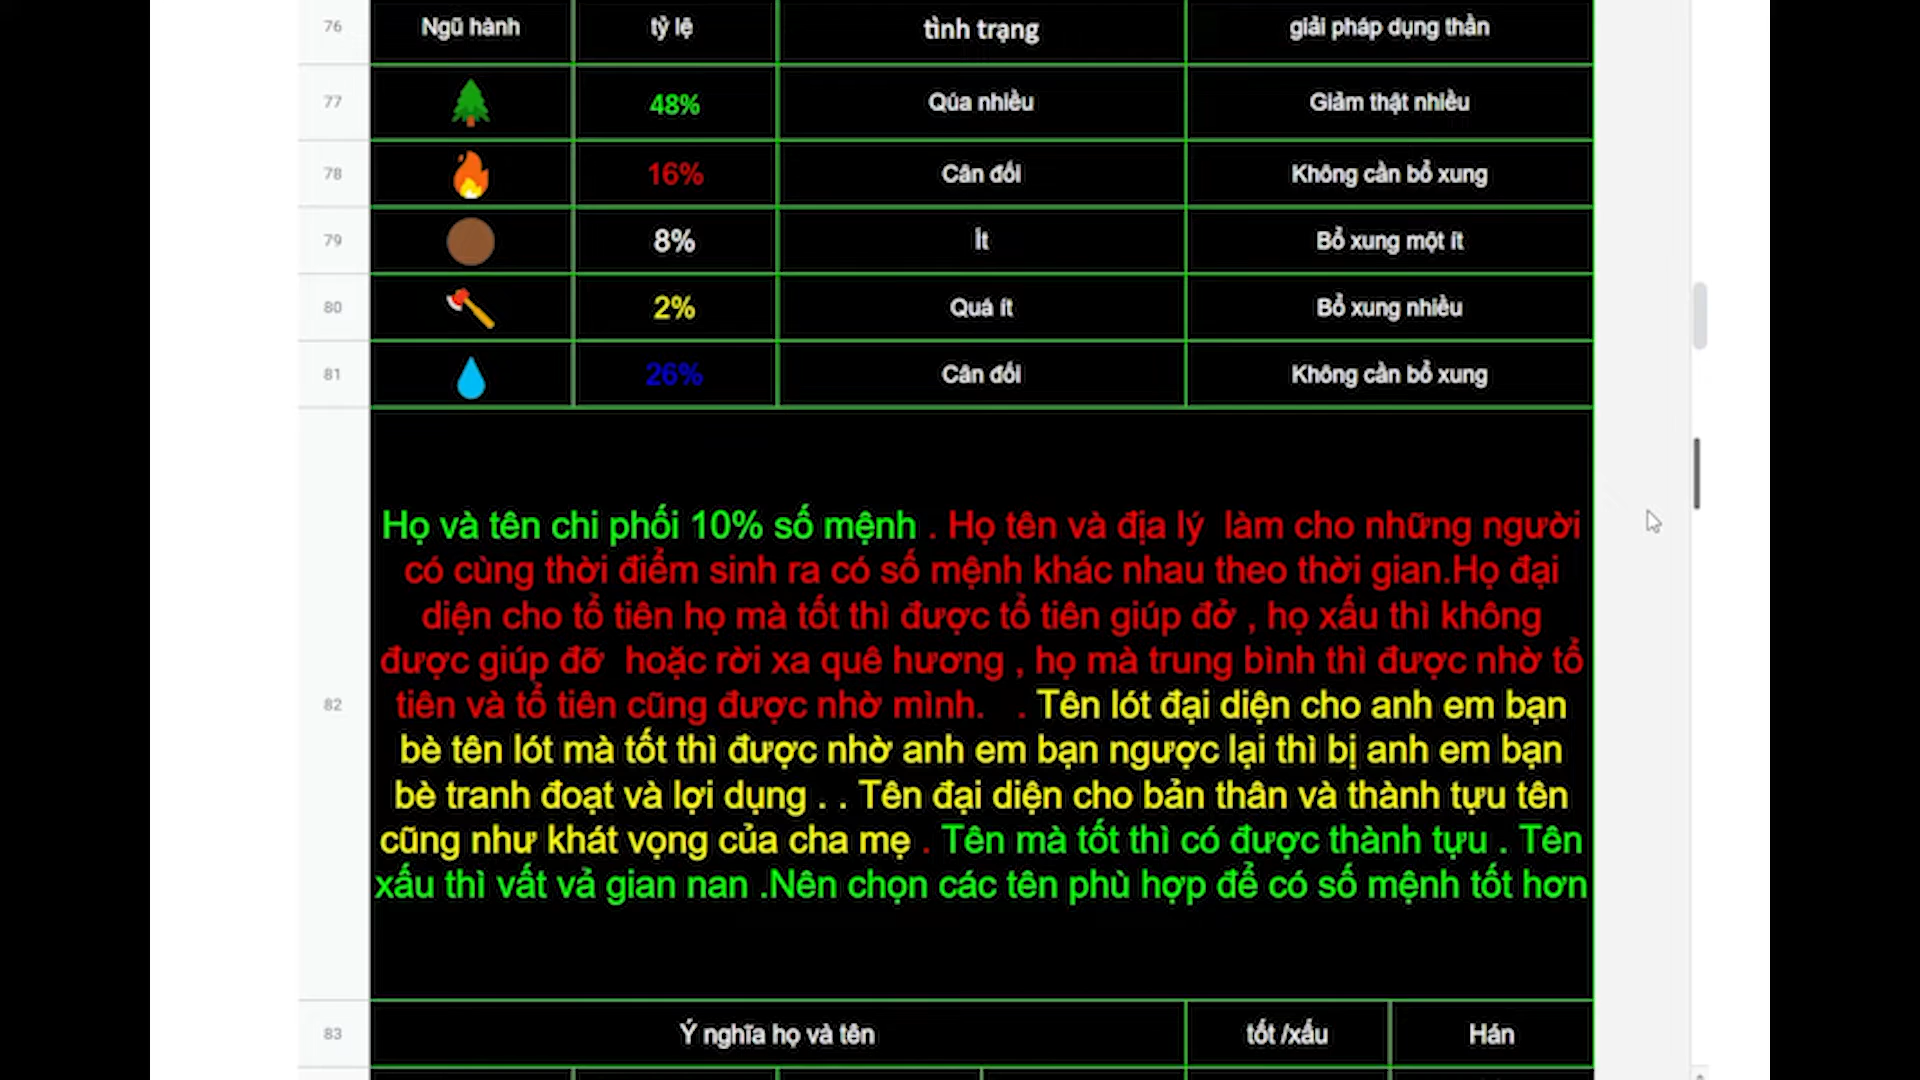 76 Ngũ hành tỷ lệ tình trạng giải pháp dụng thần
77 48% Qúa nhiều Giảm thật nhiều
78 16% Cân đối Không cần bổ xung
79 8% Ít Bổ xung một ít
80 2% Quá ít Bổ xung nhiều
81 26% Cân đối Không cần bổ xung
Họ và tên chi phối 10% số mệnh . Họ tên và địa lý làm cho những người
có cùng thời điểm sinh ra có số mệnh khác nhau theo thời gian.Họ đại
diện cho tổ tiên họ mà tốt thì được tổ tiên giúp đở , họ xấu thì không
được giúp đỡ hoặc rời xa quê hương , họ mà trung bình thì được nhờ tổ
82 tiên và tổ tiên cũng được nhờ mình. . Tên lót đại diện cho anh em bạn
bè tên lót mà tốt thì được nhờ anh em bạn ngược lại thì bị anh em bạn
bè tranh đoạt và lợi dụng . . Tên đại diện cho bản thân và thành tựu tên
cũng như khát vọng của cha mẹ . Tên mà tốt thì có được thành tựu . Tên
xấu thì vất vả gian nan .Nên chọn các tên phù hợp để có số mệnh tốt hơn
83 Ý nghĩa họ và tên tốt /xấu Hán